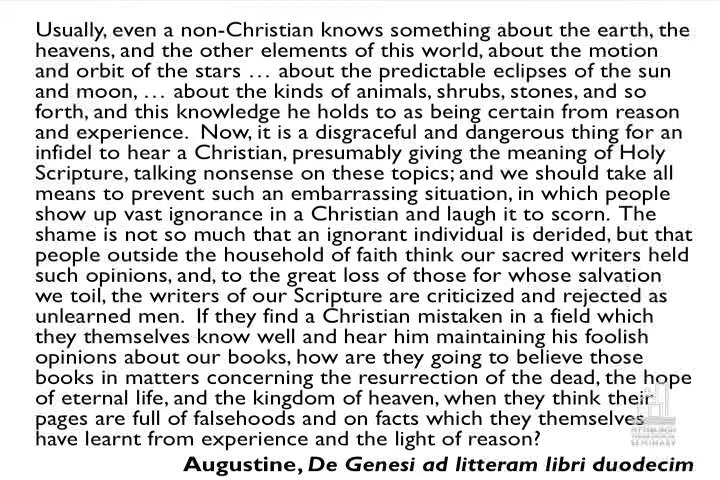 Usually, even a non-Christian knows something about the earth, the
heavens, and the other elements of this world, about the motion
and orbit of the stars … about the predictable eclipses of the sun
and moon, … about the kinds of animals, shrubs, stones, and so
forth, and this knowledge he holds to as being certain from reason
and experience. Now, it is a disgraceful and dangerous thing for an
infidel to hear a Christian, presumably giving the meaning of Holy
Scripture, talking nonsense on these topics; and we should take all
means to prevent such an embarrassing situation, in which people
show up vast ignorance in a Christian and laugh it to scorn. The
shame is not so much that an ignorant individual is derided, but that
people outside the household of faith think our sacred writers held
such opinions, and, to the great loss of those for whose salvation
we toil, the writers of our Scripture are criticized and rejected as
unlearned men. If they find a Christian mistaken in a field which
they themselves know well and hear him maintaining his foolish
opinions about our books, how are they going to believe those
books in matters concerning the resurrection of the dead, the hope
of eternal life, and the kingdom of heaven, when they think their
pages are full of falsehoods and on facts which they themselves
have learnt from experience and the light of reason?
Augustine, De Genesi ad litteram libri duodecim
PITTSBURGH
THEOLOGICAL
SEMINARY